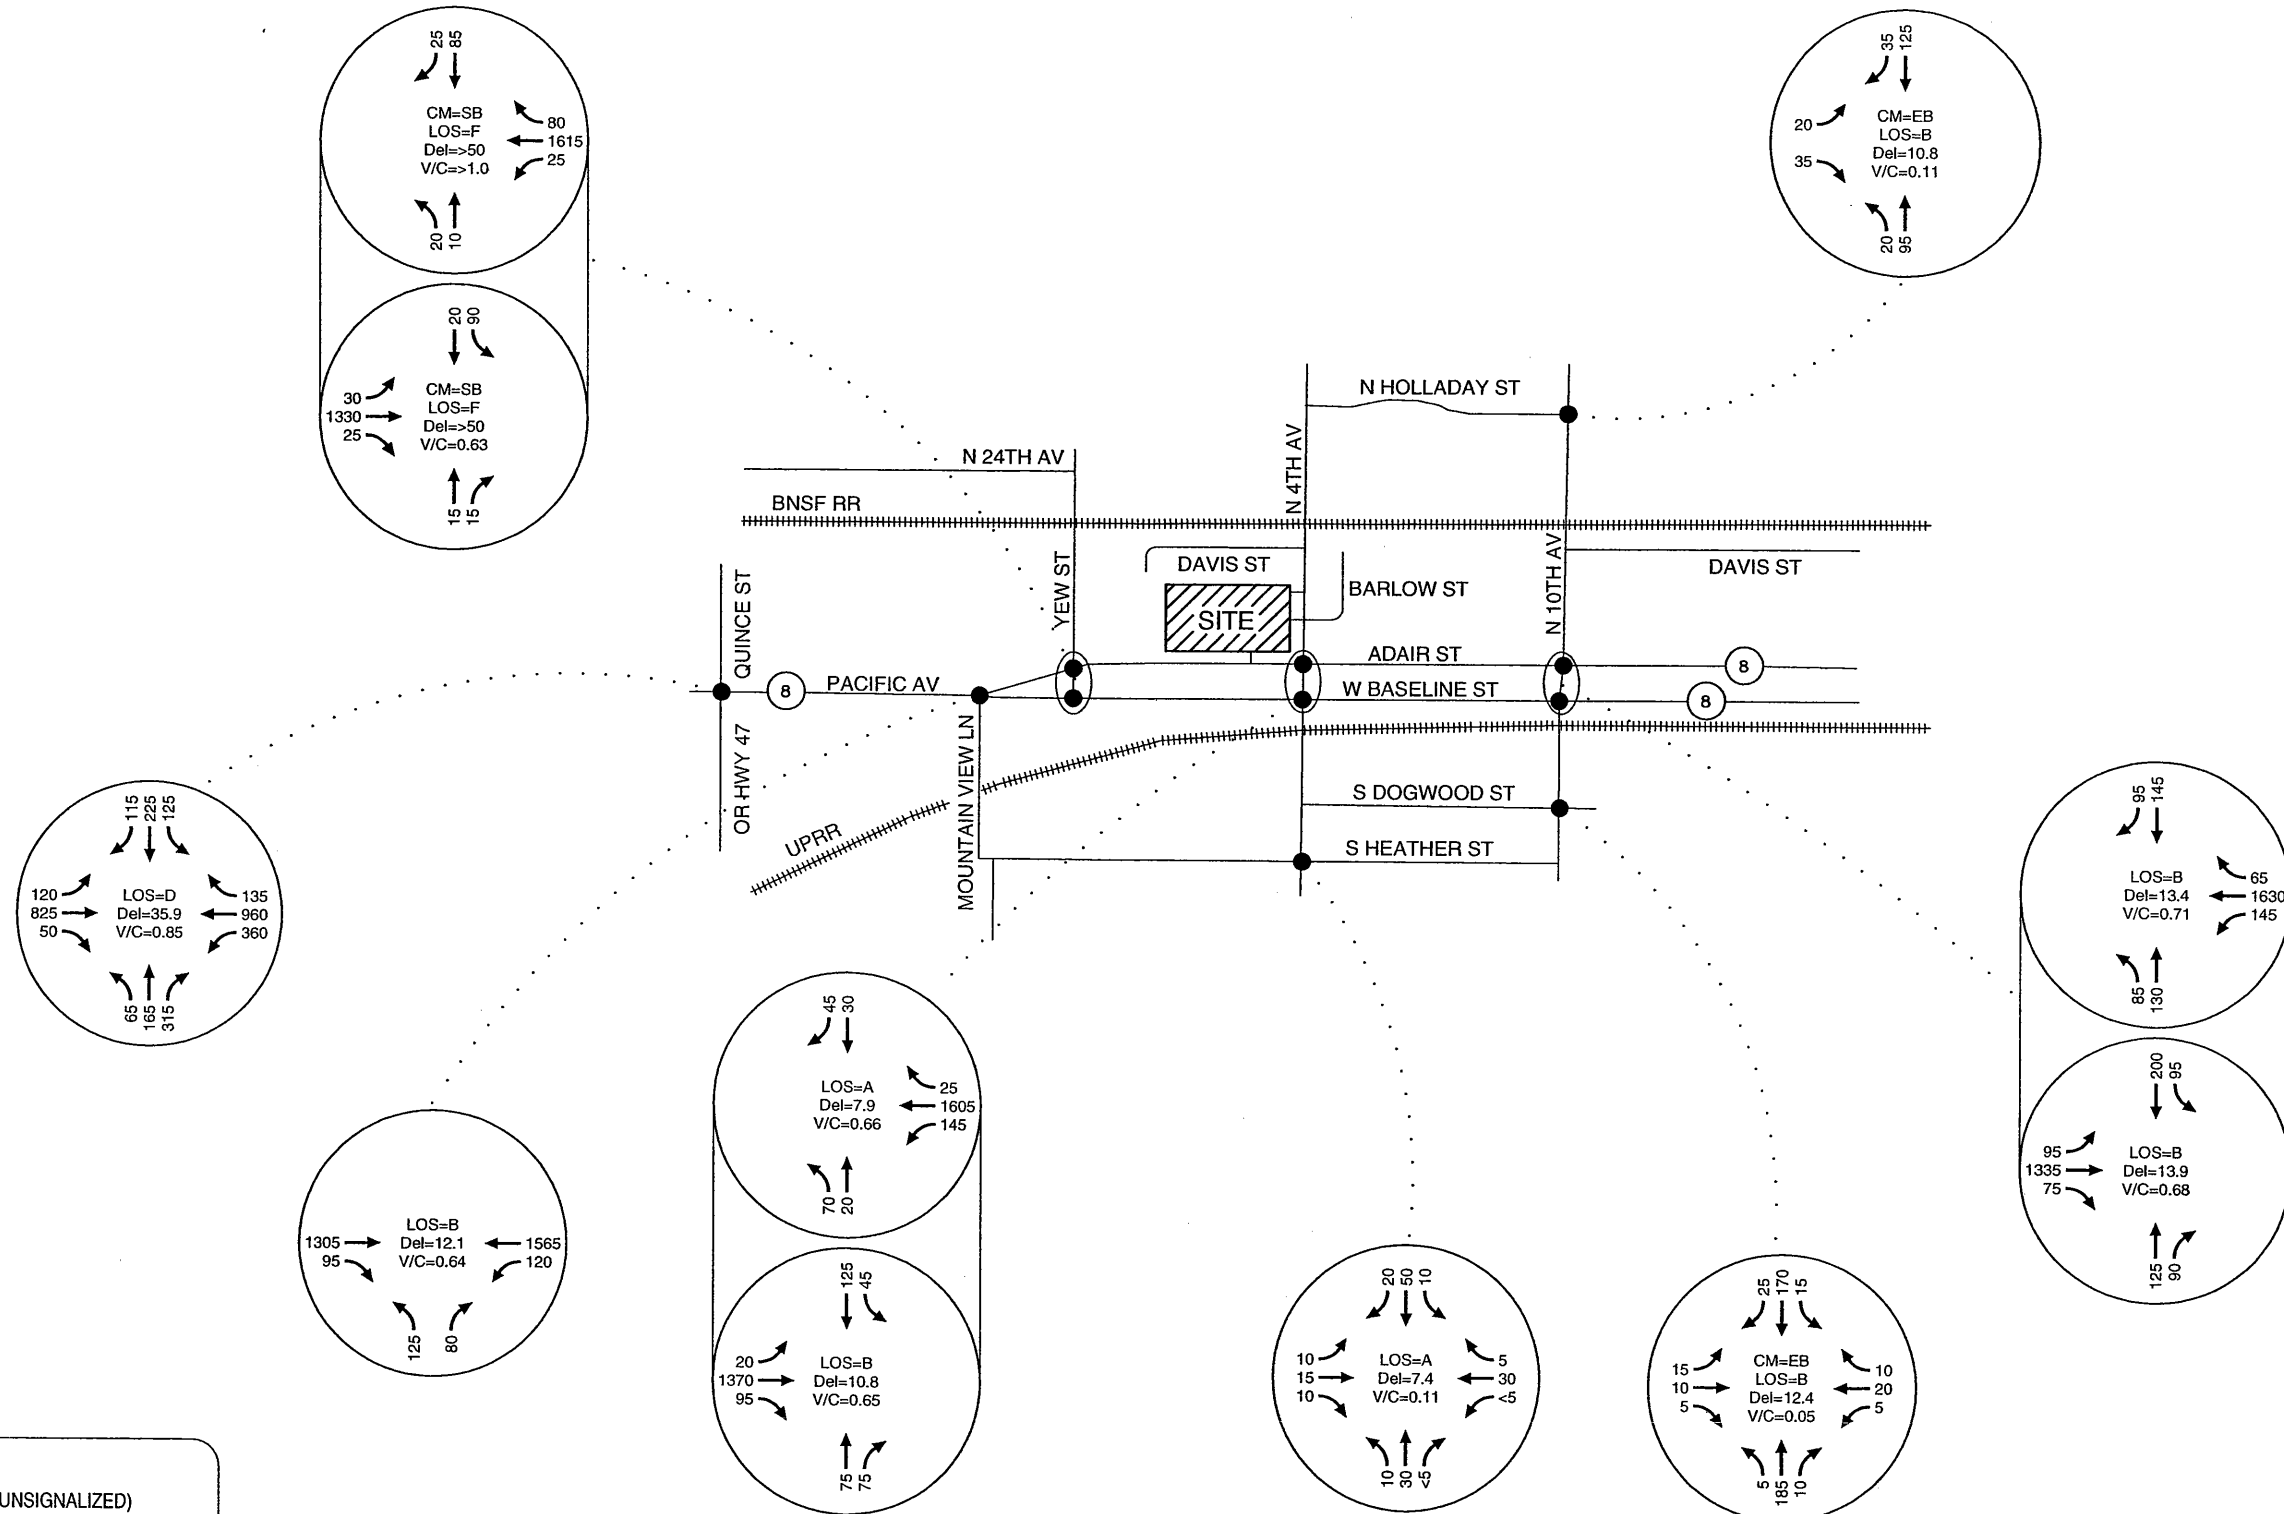 25 85
CM=SB
LOS=F
Del=>50
V/C=>1.0
80
1615
25
20 10
20 90
30
1330
25
CM=SB
LOS=F
Del=>50
V/C=0.63
15 15
35 125
20
35
CM=EB
LOS=B
Del=10.8
V/C=0.11
20 95
N HOLLADAY ST
N 24TH AV
N 4TH AV
BNSF RR
YEW ST
DAVIS ST
N 10TH AV
DAVIS ST
BARLOW ST
SITE
QUINCE ST
ADAIR ST
8
8
PACIFIC AV
W BASELINE ST
8
OR HWY 47
MOUNTAIN VIEW LN
UPRR
S DOGWOOD ST
S HEATHER ST
115 225 125
120
825
50
LOS=D
Del=35.9
V/C=0.85
135
960
360
65 165 315
95 145
LOS=B
Del=13.4
V/C=0.71
65
1630
145
85 130
200 95
95
1335
75
LOS=B
Del=13.9
V/C=0.68
125 90
45 30
LOS=A
Del=7.9
V/C=0.66
25
1605
145
70 20
125 45
20
1370
95
LOS=B
Del=10.8
V/C=0.65
75 75
1305
95
LOS=B
Del=12.1
V/C=0.64
1565
120
125 80
20 50 10
10
15
10
LOS=A
Del=7.4
V/C=0.11
5
30
<5
10 30 <5
25 170 15
15
10
5
CM=EB
LOS=B
Del=12.4
V/C=0.05
10
20
5
5 185 10
UNSIGNALIZED)